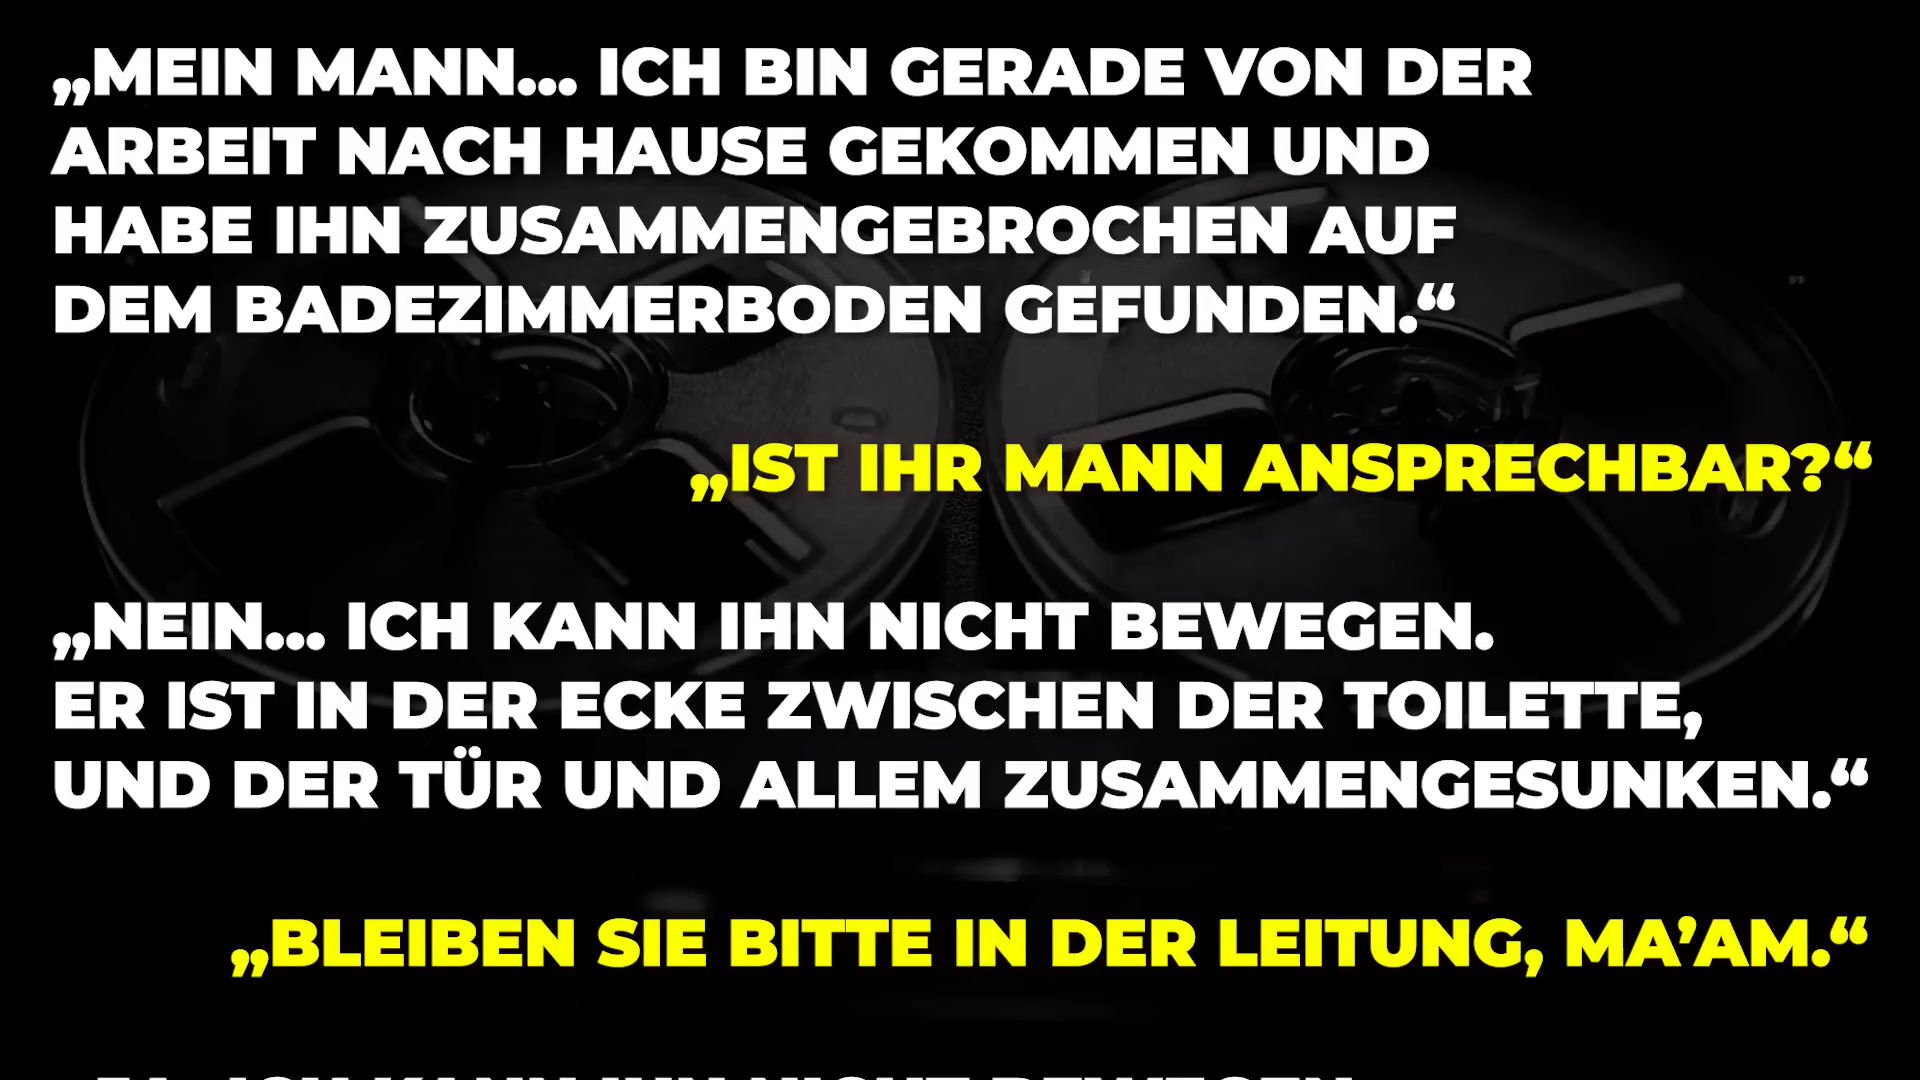 „MEIN MANN... ICH BIN GERADE VON DER
ARBEIT NACH HAUSE GEKOMMEN UND
HABE IHN ZUSAMMENGEBROCHEN AUF
DEM BADEZIMMERBODEN GEFUNDEN.“
„IST IHR MANN ANSPRECHBAR?“
„NEIN... ICH KANN IHN NICHT BEWEGEN.
ER IST IN DER ECKE ZWISCHEN DER TOILETTE,
UND DER TÜR UND ALLEM ZUSAMMENGESUNKEN.“
„BLEIBEN SIE BITTE IN DER LEITUNG, MA’AM.“